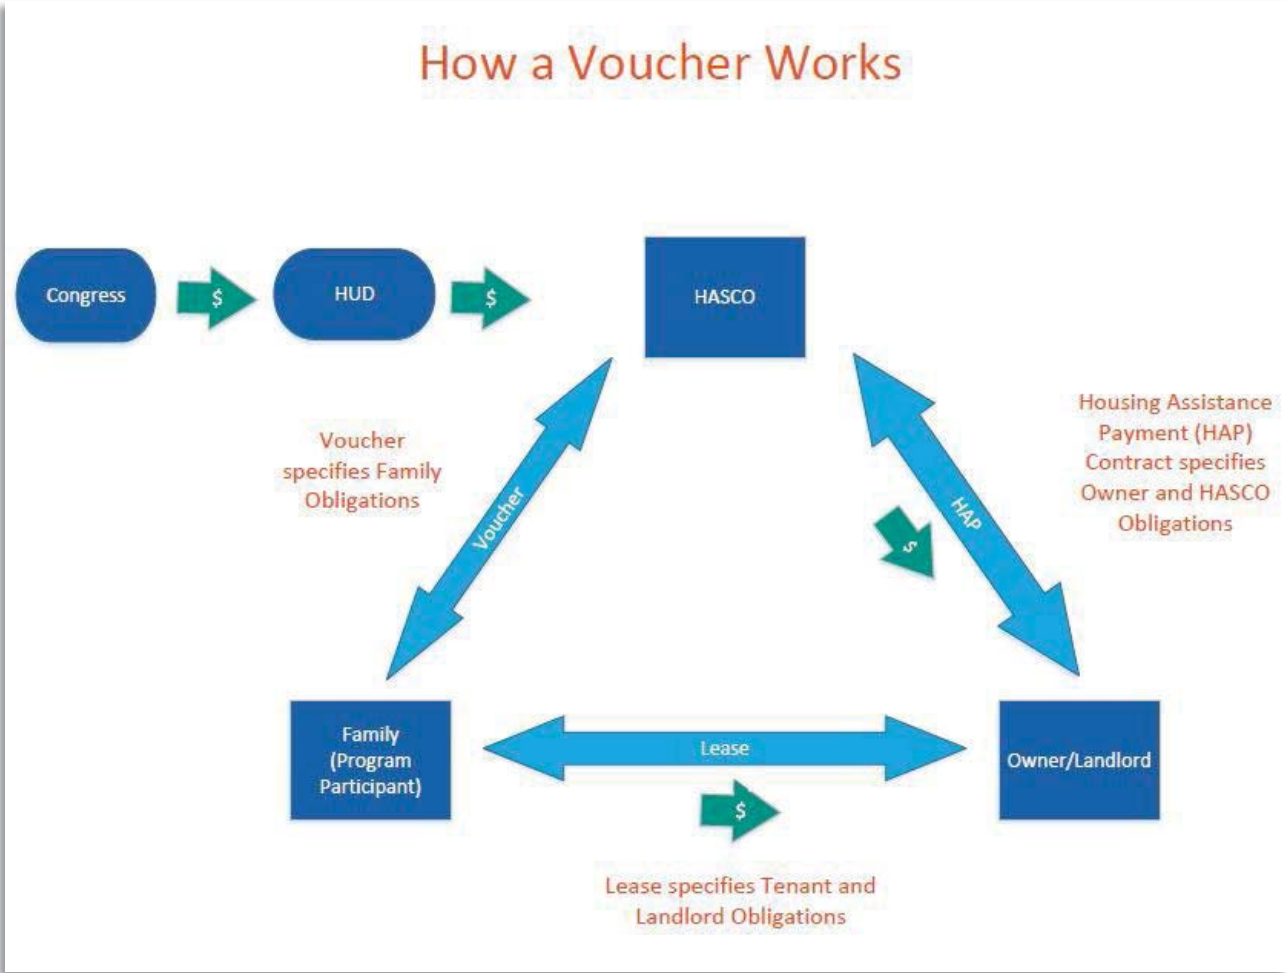 How a Voucher Works
Congress
$
HUD
$
HASCO
Voucher
specifies Family
Obligations
Voucher
HAP
$
Housing Assistance
Payment (HAP)
Contract specifies
Owner and HASCO
Obligations
Family
(Program
Participant)
Lease
$
Owner/Landlord
Lease specifies Tenant and
Landlord Obligations